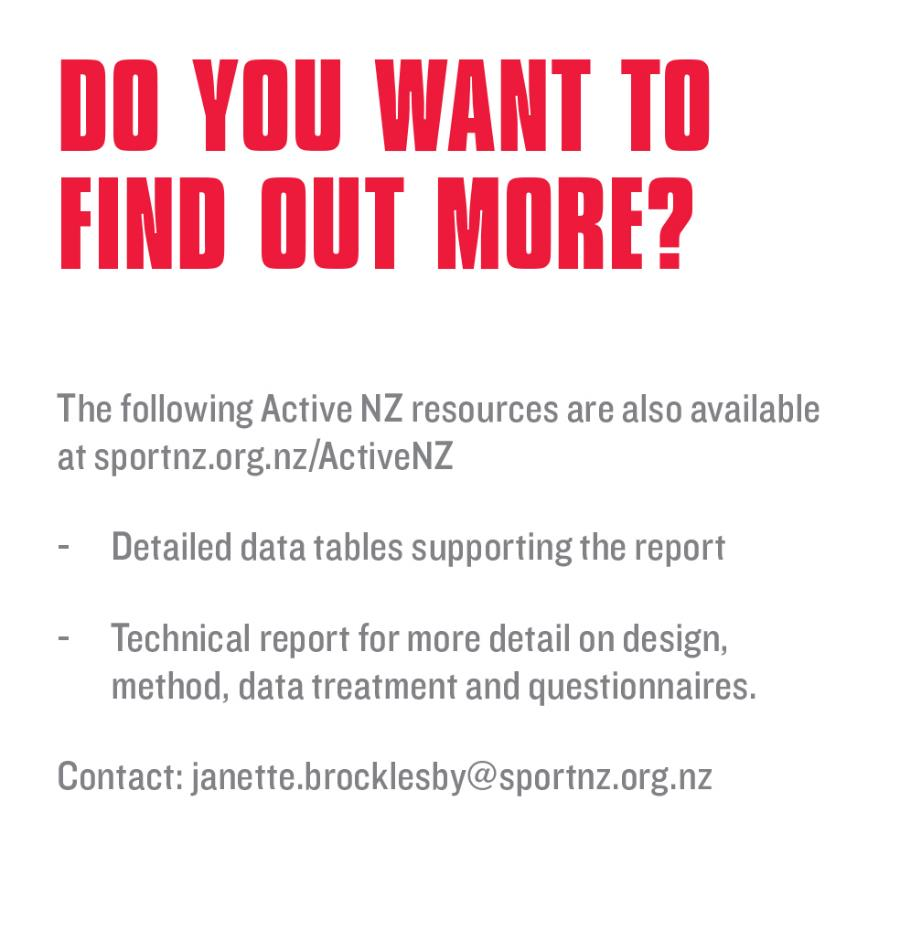 DO YOU WANT TO
FIND OUT MORE?
The following Active NZ resources are also available
at sportnz.org.nz/ActiveNZ
- Detailed data tables supporting the report
- Technical report for more detail on design,
method, data treatment and questionnaires.
Contact: janette.brocklesby@sportnz.org.nz